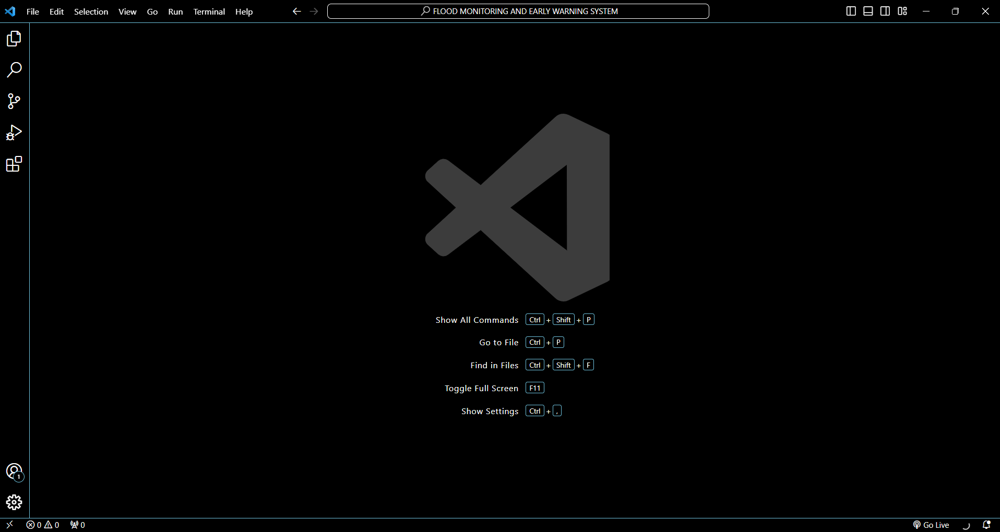 File Edit Selection View Go Run Terminal Help FLOOD MONITORING AND EARLY WARNING SYSTEM
Show All Commands Ctrl + Shift + P
Go to File Ctrl + P
Find in Files Ctrl + Shift + F
Toggle Full Screen F11
Show Settings Ctrl + ,
1
0 0 0 Go Live